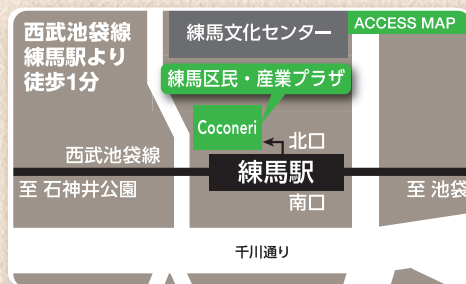 西武池袋線
練馬駅より
徒歩1分
練馬文化センター
ACCESS MAP
練馬区民・産業プラザ
Coconeri
北口
西武池袋線
練馬駅
至 石神井公園
至 池袋
南口
千川通り